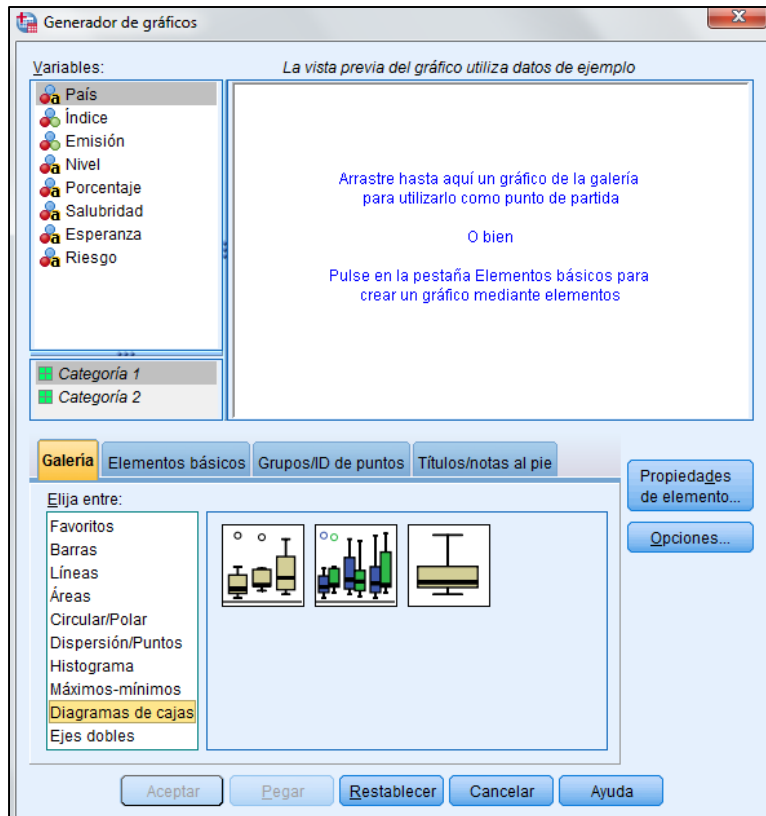 Generador de gráficos
Variables:
La vista previa del gráfico utiliza datos de ejemplo
País
Índice
Emisión
Nivel
Porcentaje
Salubridad
Esperanza
Riesgo
Arrastre hasta aquí un gráfico de la galería
para utilizarlo como punto de partida
O bien
Pulse en la pestaña Elementos básicos para
crear un gráfico mediante elementos
Categoría 1
Categoría 2
Galería
Elementos básicos
Grupos/ID de puntos
Títulos/notas al pie
Elija entre:
Favoritos
Barras
Líneas
Áreas
Circular/Polar
Dispersión/Puntos
Histograma
Máximos-mínimos
Diagramas de cajas
Ejes dobles
Propiedades
de elemento...
Opciones...
Aceptar
Pegar
Restablecer
Cancelar
Ayuda